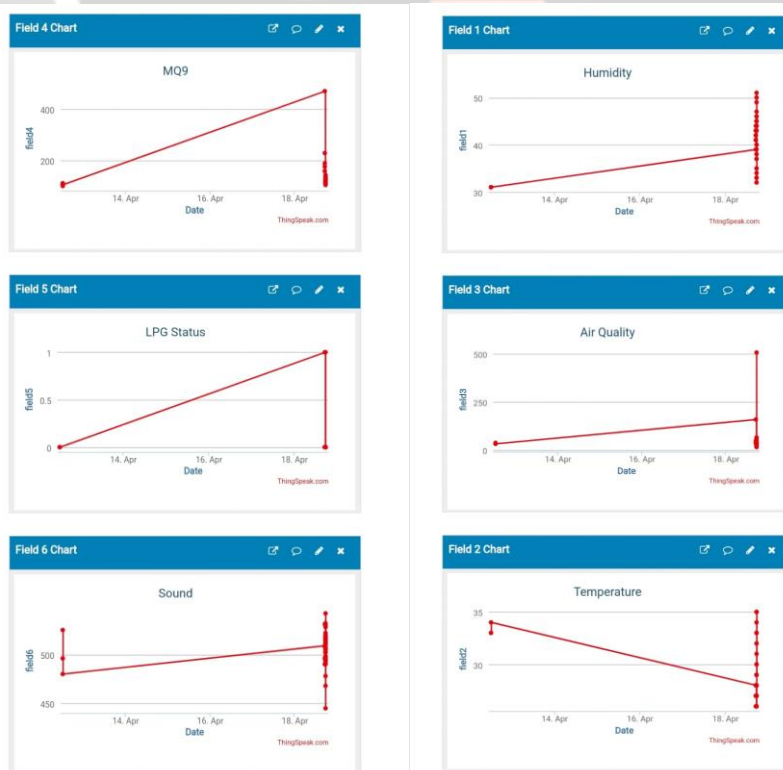 Field 4 Chart
MQ9
400
200
field4
14. Apr 16. Apr 18. Apr
Date
ThingSpeak.com
Field 1 Chart
Humidity
50
40
30
field1
14. Apr 16. Apr 18. Apr
Date
ThingSpeak.com
Field 5 Chart
LPG Status
1
0.5
0
field5
14. Apr 16. Apr 18. Apr
Date
ThingSpeak.com
Field 3 Chart
Air Quality
500
250
0
field3
14. Apr 16. Apr 18. Apr
Date
ThingSpeak.com
Field 6 Chart
Sound
500
450
field6
14. Apr 16. Apr 18. Apr
Date
ThingSpeak.com
Field 2 Chart
Temperature
35
30
field2
14. Apr 16. Apr 18. Apr
Date
ThingSpeak.com